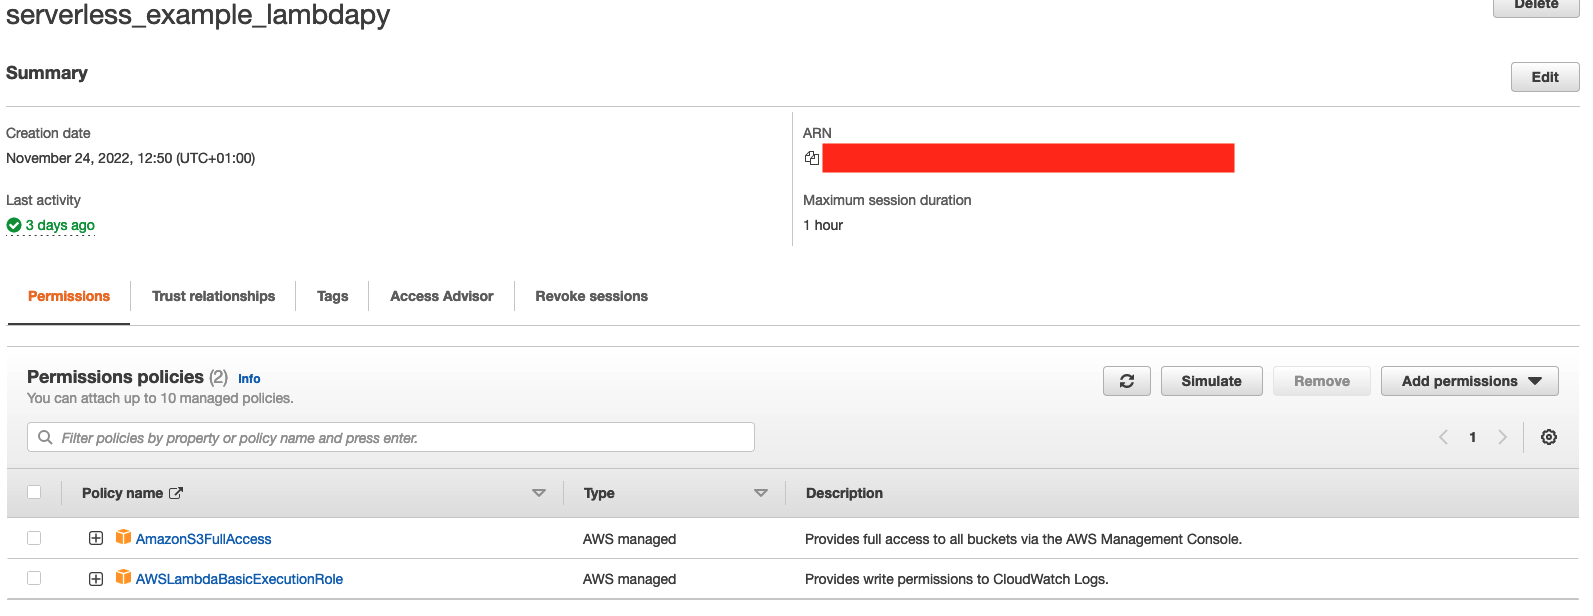 serverless_example_lambdapy
Delete
Summary
Edit
Creation date
November 24, 2022, 12:50 (UTC+01:00)
ARN
Last activity
3 days ago
Maximum session duration
1 hour
Permissions
Trust relationships
Tags
Access Advisor
Revoke sessions
Permissions policies (2) Info
You can attach up to 10 managed policies.
Simulate
Remove
Add permissions
Filter policies by property or policy name and press enter.
1
Policy name
Type
Description
AmazonS3FullAccess
AWS managed
Provides full access to all buckets via the AWS Management Console.
AWSLambdaBasicExecutionRole
AWS managed
Provides write permissions to CloudWatch Logs.